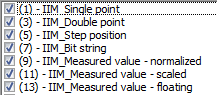 (1) - IIM_Single point
(3) - IIM_Double point
(5) - IIM_Step position
(7) - IIM_Bit string
(9) - IIM_Measured value - normalized
(11) - IIM_Measured value - scaled
(13) - IIM_Measured value - floating